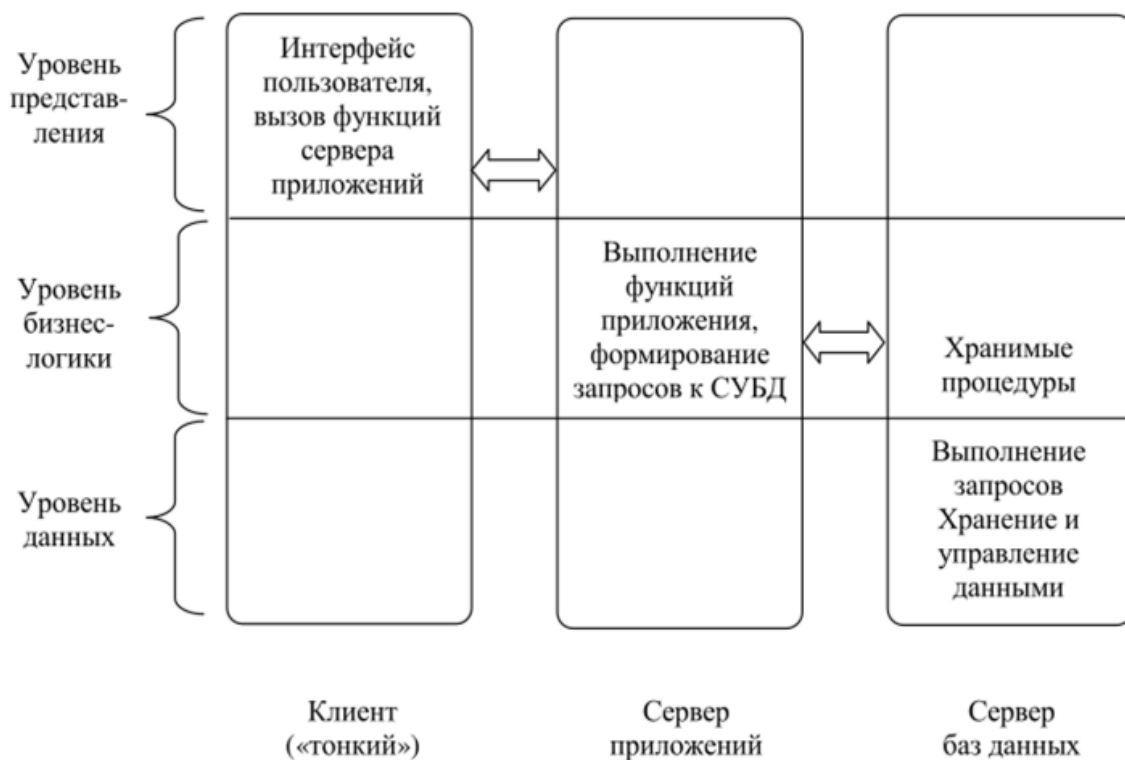 Уровень
представ-
ления
Интерфейс
пользователя,
вызов функций
сервера
приложений
Уровень
бизнес-
логики
Выполнение
функций
приложения,
формирование
запросов к СУБД
Хранимые
процедуры
Уровень
данных
Выполнение
запросов
Хранение и
управление
данными
Клиент
(«тонкий»)
Сервер
приложений
Сервер
баз данных